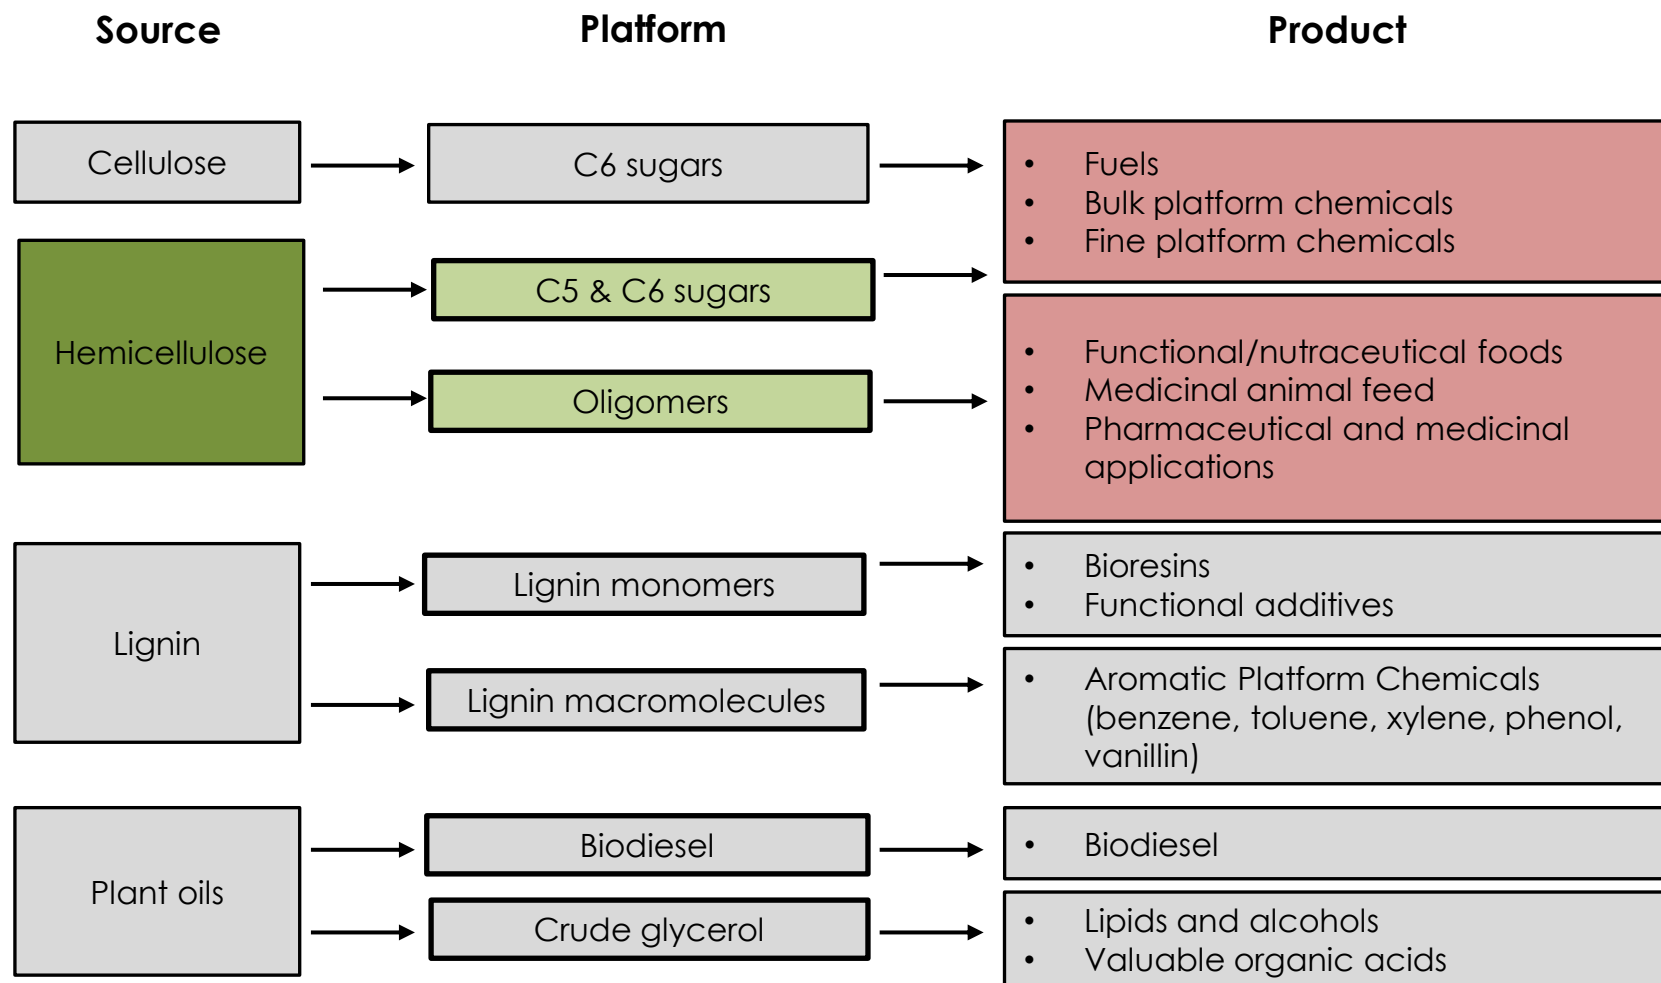 Source
Platform
Product
Cellulose
C6 sugars
• Fuels
• Bulk platform chemicals
• Fine platform chemicals
Hemicellulose
C5 & C6 sugars
Oligomers
• Functional/nutraceutical foods
• Medicinal animal feed
• Pharmaceutical and medicinal
applications
Lignin
Lignin monomers
• Bioresins
• Functional additives
Lignin macromolecules
• Aromatic Platform Chemicals
(benzene, toluene, xylene, phenol,
vanillin)
Plant oils
Biodiesel
• Biodiesel
Crude glycerol
• Lipids and alcohols
• Valuable organic acids